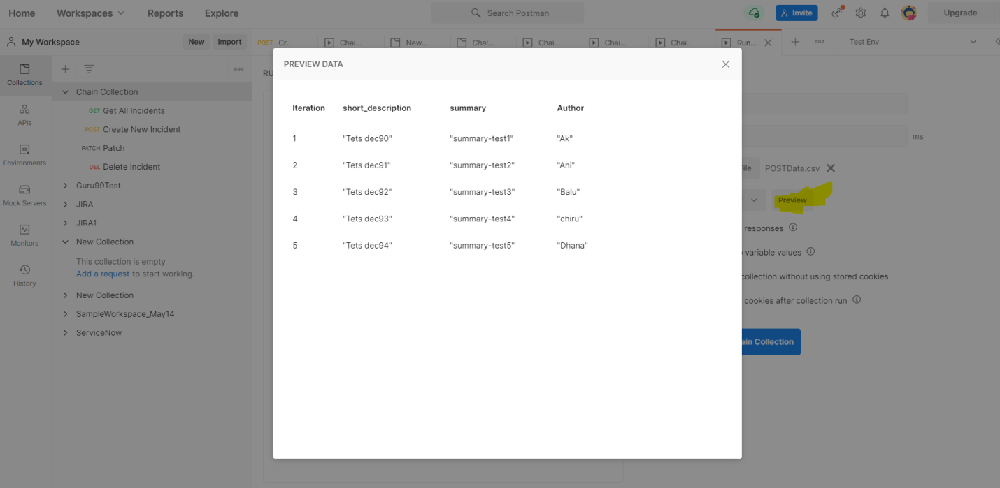 Home Workspaces Reports Explore Search Postman Invite Upgrade
My Workspace New Import POST Cr... Chai... New... Chai... Chai... Chai... Chai... Run... Test Env
Collections
APIs
Environments
Mock Servers
Monitors
History
Chain Collection
GET Get All Incidents
POST Create New Incident
PATCH Patch
DEL Delete Incident
Guru99Test
JIRA
JIRA1
New Collection
This collection is empty
Add a request to start working.
New Collection
SampleWorkspace_May14
ServiceNow
RU
PREVIEW DATA
Iteration short_description summary Author
1 "Tets dec90" "summary-test1" "Ak"
2 "Tets dec91" "summary-test2" "Ani"
3 "Tets dec92" "summary-test3" "Balu"
4 "Tets dec93" "summary-test4" "chiru"
5 "Tets dec94" "summary-test5" "Dhana"
ms
File POSTData.csv
Preview
responses
variable values
collection without using stored cookies
cookies after collection run
ain Collection